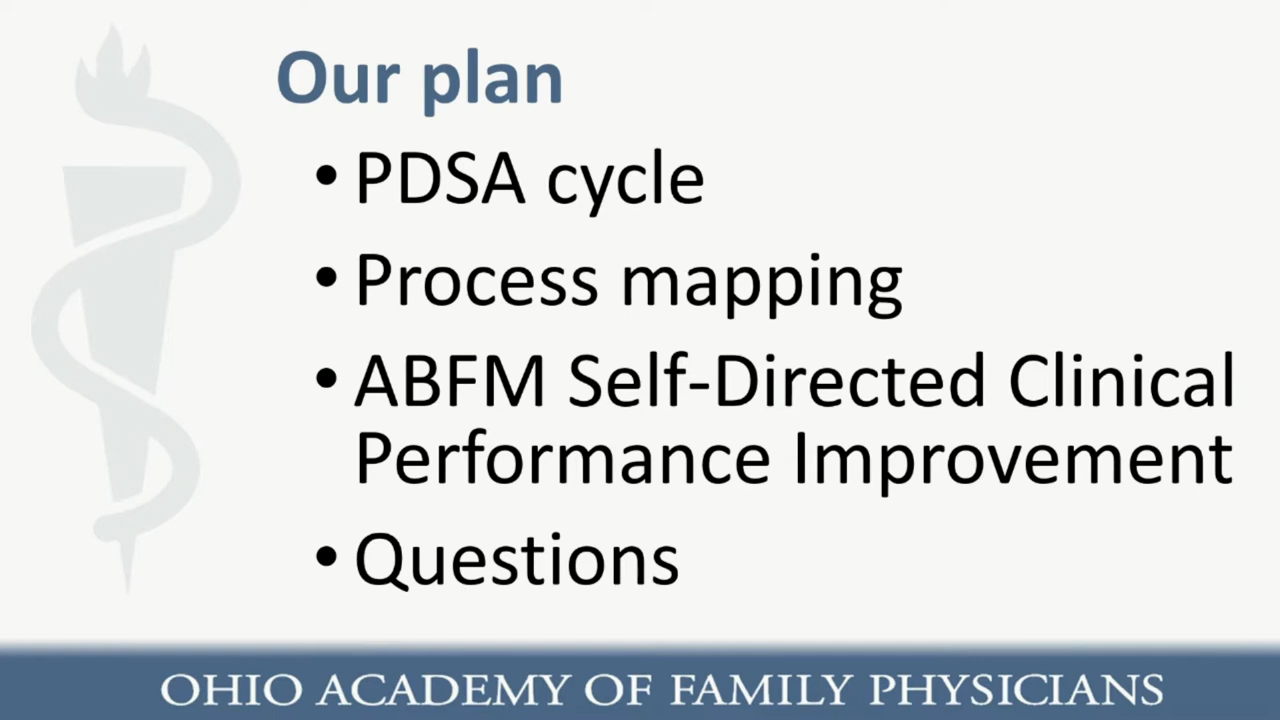 Our plan
• PDSA cycle
• Process mapping
• ABFM Self-Directed Clinical
Performance Improvement
• Questions
OHIO ACADEMY OF FAMILY PHYSICIANS